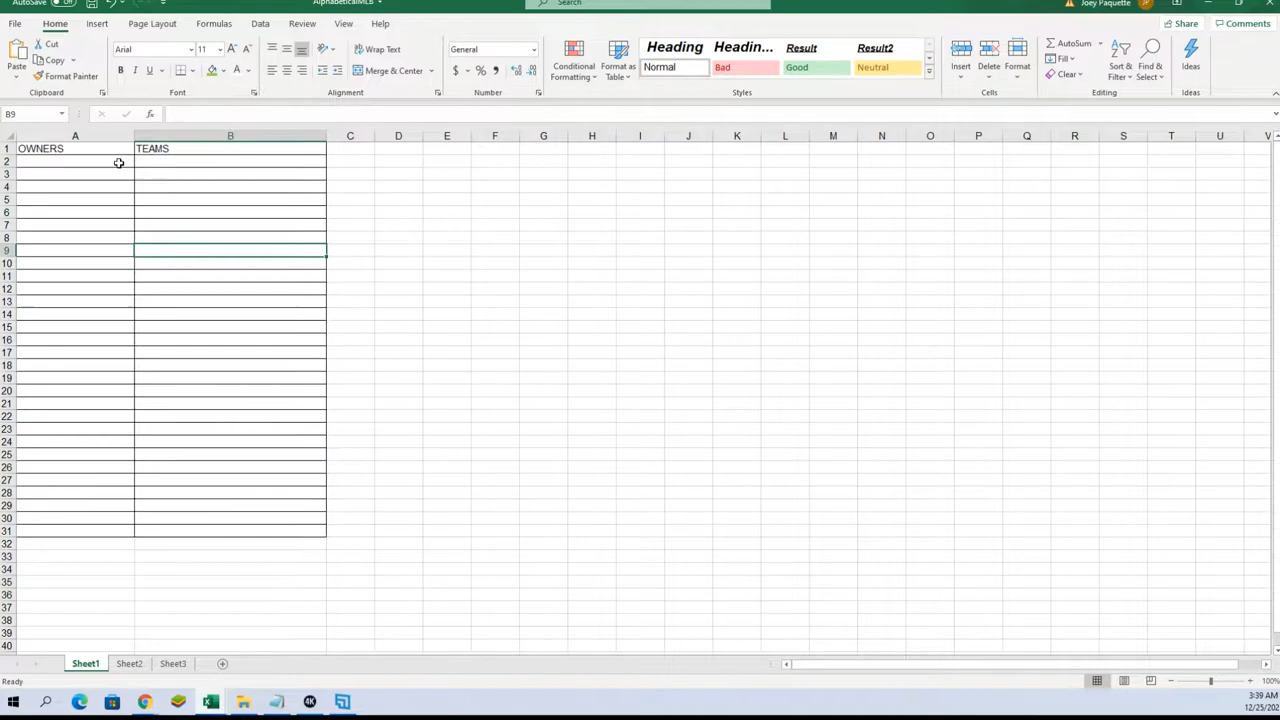 AutoSave Off AlphabeticalMLB Search Joey Paquette
File Home Insert Page Layout Formulas Data Review View Help Share Comments
Paste Cut Copy Format Painter Clipboard
Arial 11 A A B I U A Font
Wrap Text Merge & Center Alignment
General $ % , Number
Conditional Formatting Format as Table
Heading Headin... Result Result2
Normal Bad Good Neutral
Styles
Insert Delete Format Cells
AutoSum Fill Clear Sort & Filter Find & Select Editing
Ideas Ideas
B9 fx
A B C D E F G H I J K L M N O P Q R S T U V
1 OWNERS TEAMS
2
3
4
5
6
7
8
9
10
11
12
13
14
15
16
17
18
19
20
21
22
23
24
25
26
27
28
29
30
31
32
33
34
35
36
37
38
39
40
Sheet1 Sheet2 Sheet3
Ready 100%
4K 3:39 AM